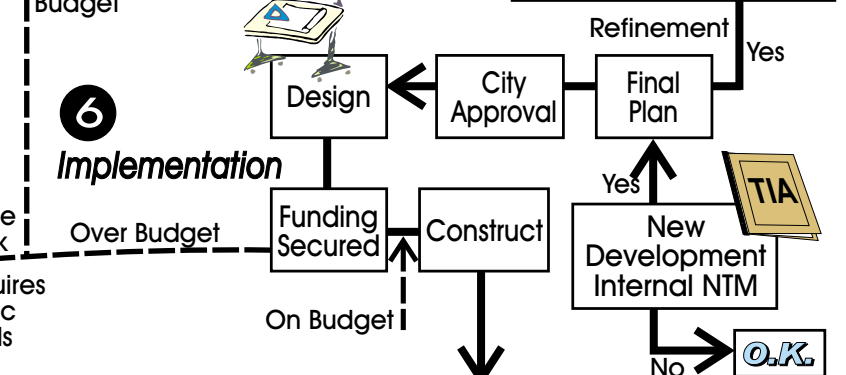 Budget
Refinement
Yes
Design
City
Approval
Final
Plan
6
Implementation
Yes
TIA
Over Budget
Funding
Secured
Construct
New
Development
Internal NTM
On Budget
No
O.K.